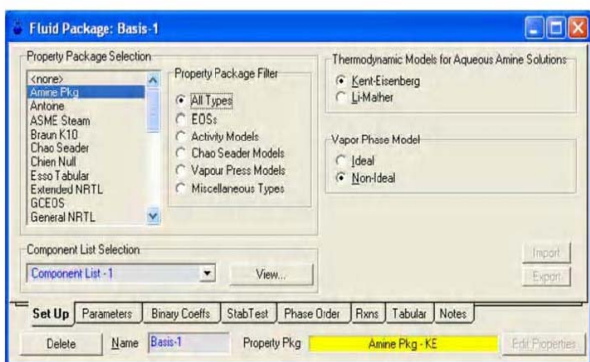 Fluid Package: Basis-1
Property Package Selection
<none>
Amine Pkg
Antoine
ASME Steam
Braun K10
Chao Seader
Chien Null
Esso Tabular
Extended NRTL
GCEOS
General NRTL
Property Package Filter
All Types
EOSs
Activity Models
Chao Seader Models
Vapour Press Models
Miscellaneous Types
Thermodynamic Models for Aqueous Amine Solutions
Kent-Eisenberg
Li-Mather
Vapor Phase Model
Ideal
Non-Ideal
Component List Selection
Component List - 1
View...
Import
Export
Set Up Parameters Binary Coeffs StabTest Phase Order Rxns Tabular Notes
Delete Name Basis-1 Property Pkg Amine Pkg - KE Edit Properties